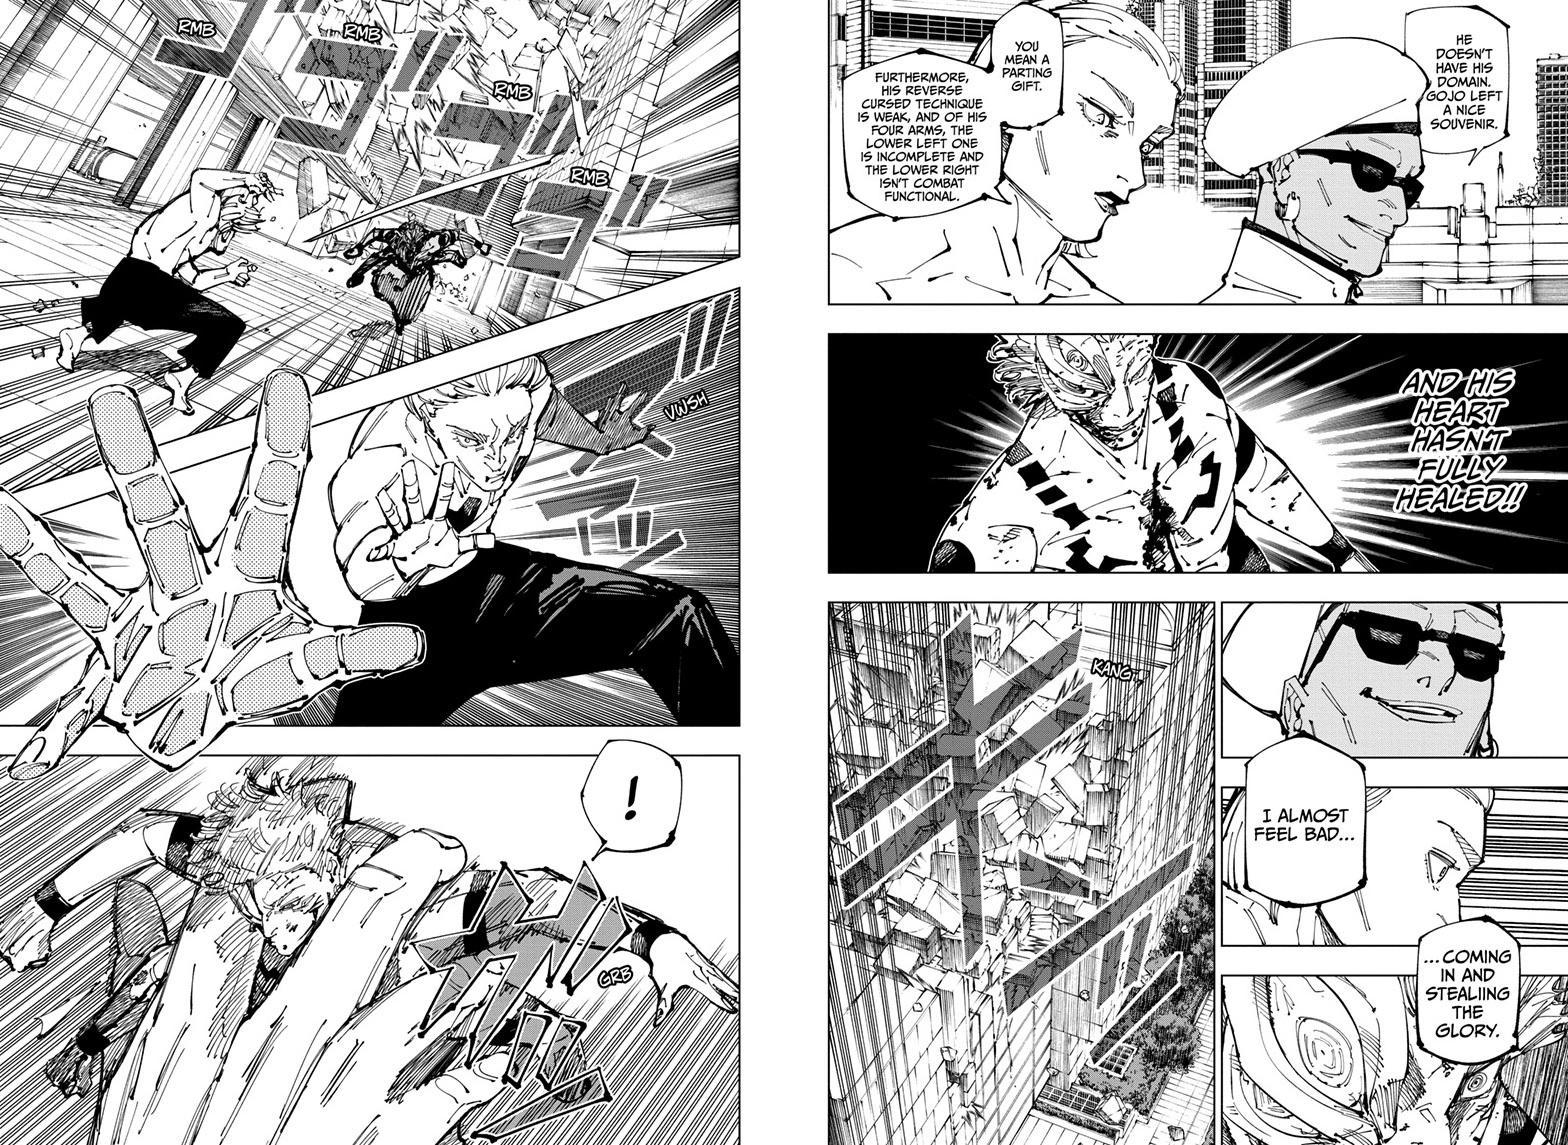 HE
DOESN'T
HAVE HIS
DOMAIN.
GOJO LEFT
A NICE
SOUVENIR.
YOU
MEAN A
PARTING
GIFT.
FURTHERMORE,
HIS REVERSE
CURSED TECHNIQUE
IS WEAK, AND OF HIS
FOUR ARMS, THE
LOWER LEFT ONE
IS INCOMPLETE AND
THE LOWER RIGHT
ISN'T COMBAT
FUNCTIONAL.
AND HIS
HEART
HASN'T
FULLY
HEALED!!
I ALMOST
FEEL BAD...
...COMING
IN AND
STEALIING
THE
GLORY.
KANG
RMB
RMB
RMB
RMB
VWSH
!
GRB